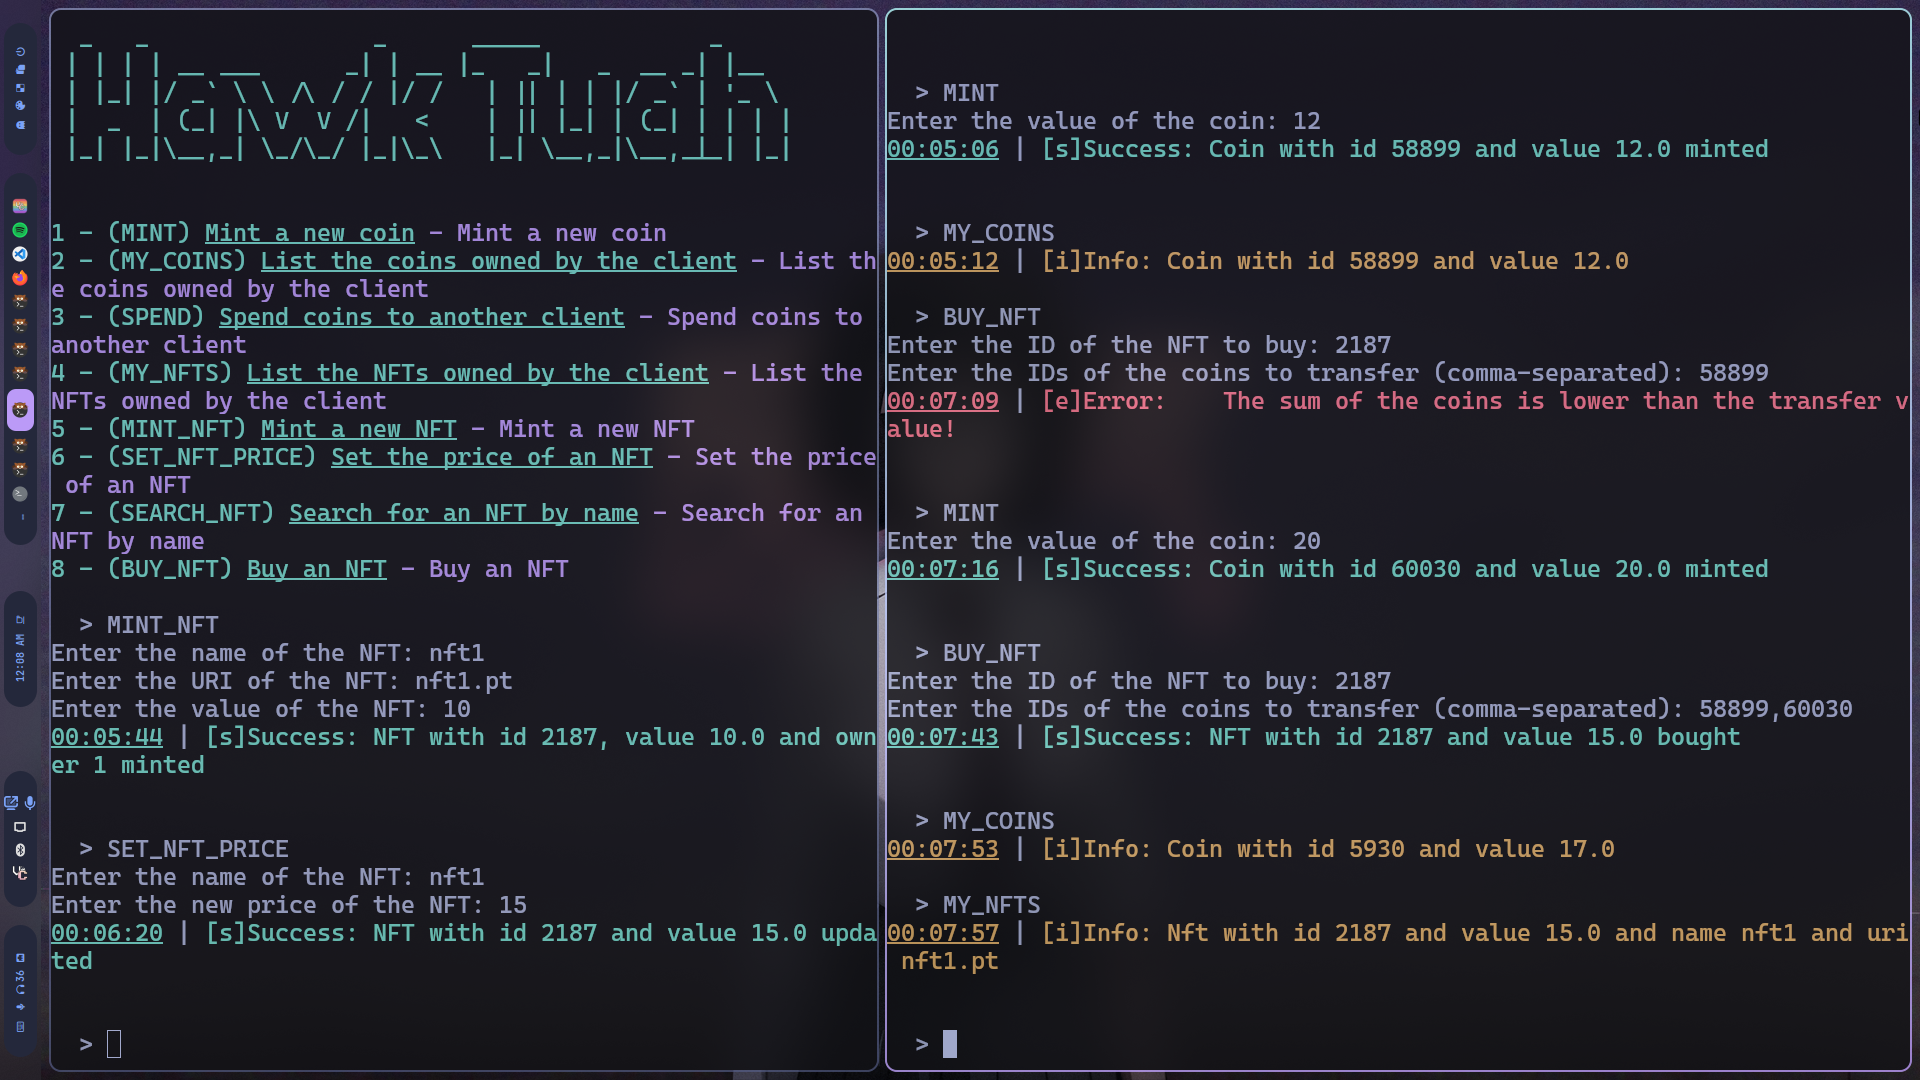 Hawk Tuah
1 - (MINT) Mint a new coin - Mint a new coin
2 - (MY_COINS) List the coins owned by the client - List th
e coins owned by the client
3 - (SPEND) Spend coins to another client - Spend coins to
another client
4 - (MY_NFTS) List the NFTs owned by the client - List the
NFTs owned by the client
5 - (MINT_NFT) Mint a new NFT - Mint a new NFT
6 - (SET_NFT_PRICE) Set the price of an NFT - Set the price
of an NFT
7 - (SEARCH_NFT) Search for an NFT by name - Search for an
NFT by name
8 - (BUY_NFT) Buy an NFT - Buy an NFT
> MINT_NFT
Enter the name of the NFT: nft1
Enter the URI of the NFT: nft1.pt
Enter the value of the NFT: 10
00:05:44 | [s]Success: NFT with id 2187, value 10.0 and own
er 1 minted
> SET_NFT_PRICE
Enter the name of the NFT: nft1
Enter the new price of the NFT: 15
00:06:20 | [s]Success: NFT with id 2187 and value 15.0 upda
ted
>
> MINT
Enter the value of the coin: 12
00:05:06 | [s]Success: Coin with id 58899 and value 12.0 minted
> MY_COINS
00:05:12 | [i]Info: Coin with id 58899 and value 12.0
> BUY_NFT
Enter the ID of the NFT to buy: 2187
Enter the IDs of the coins to transfer (comma-separated): 58899
00:07:09 | [e]Error: The sum of the coins is lower than the transfer v
alue!
> MINT
Enter the value of the coin: 20
00:07:16 | [s]Success: Coin with id 60030 and value 20.0 minted
> BUY_NFT
Enter the ID of the NFT to buy: 2187
Enter the IDs of the coins to transfer (comma-separated): 58899,60030
00:07:43 | [s]Success: NFT with id 2187 and value 15.0 bought
> MY_COINS
00:07:53 | [i]Info: Coin with id 5930 and value 17.0
> MY_NFTS
00:07:57 | [i]Info: Nft with id 2187 and value 15.0 and name nft1 and uri
nft1.pt
>
12:08 AM
36